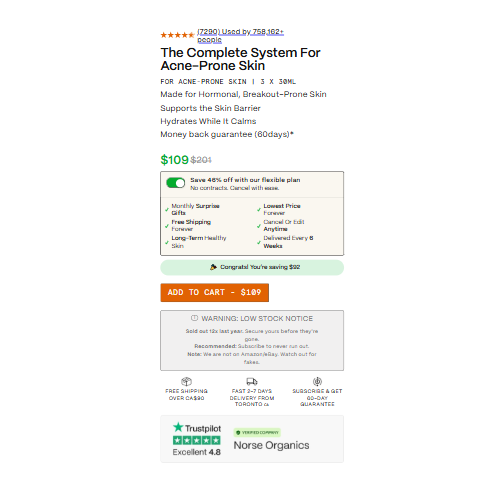 (7290) Used by 758,162+
people
The Complete System For
Acne-Prone Skin
FOR ACNE-PRONE SKIN | 3 X 30ML
Made for Hormonal, Breakout-Prone Skin
Supports the Skin Barrier
Hydrates While It Calms
Money back guarantee (60days)*
$109 $201
Save 46% off with our flexible plan
No contracts. Cancel with ease.
Monthly Surprise
Gifts
Lowest Price
Forever
Free Shipping
Forever
Cancel Or Edit
Anytime
Long-Term Healthy
Skin
Delivered Every 6
Weeks
Congrats! You're saving $92
ADD TO CART - $109
WARNING: LOW STOCK NOTICE
Sold out 12x last year. Secure yours before they're
gone.
Recommended: Subscribe to never run out.
Note: We are not on Amazon/eBay. Watch out for
fakes.
FREE SHIPPING
OVER CA$90
FAST 2-7 DAYS
DELIVERY FROM
TORONTO
SUBSCRIBE & GET
60-DAY
GUARANTEE
Trustpilot
Excellent 4.8
VERIFIED COMPANY
Norse Organics